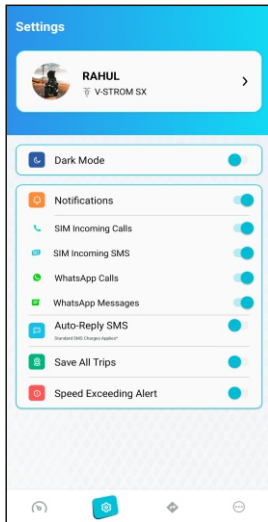 Settings
RAHUL
V-STROM SX
Dark Mode
Notifications
SIM Incoming Calls
SIM Incoming SMS
WhatsApp Calls
WhatsApp Messages
Auto-Reply SMS
Standard SMS Charges Applies*
Save All Trips
Speed Exceeding Alert